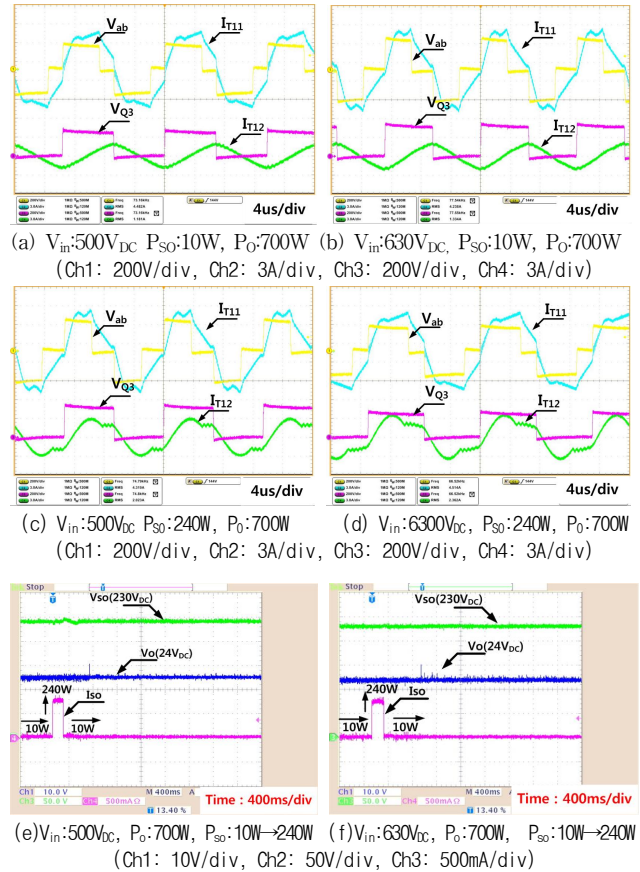 V_ab I_T11 V_ab I_T11
V_Q3 I_T12 V_Q3 I_T12
4us/div 4us/div
(a) V_in:500V_DC P_SO:10W, P_O:700W (b) V_in:630V_DC, P_SO:10W, P_O:700W
(Ch1: 200V/div, Ch2: 3A/div, Ch3: 200V/div, Ch4: 3A/div)
V_ab I_T11 V_ab I_T11
V_Q3 I_T12 V_Q3 I_T12
4us/div 4us/div
(c) V_in:500V_DC P_SO:240W, P_O:700W (d) V_in:6300V_DC, P_SO:240W, P_O:700W
(Ch1: 200V/div, Ch2: 3A/div, Ch3: 200V/div, Ch4: 3A/div)
Stop Stop
Vso(230V_DC) Vso(230V_DC)
Vo(24V_DC) Vo(24V_DC)
240W Iso 240W Iso
10W 10W 10W 10W
Ch1 10.0 V M 400ms A Ch1 10.0 V M 400ms
Ch3 50.0 V Ch4 500mAΩ Time : 400ms/div Ch3 50.0 V Ch4 500mAΩ Time : 400ms/div
13.40 % 13.40 %
(e)V_in:500V_DC, P_o:700W, P_so:10W→240W (f)V_in:630V_DC, P_o:700W, P_so:10W→240W
(Ch1: 10V/div, Ch2: 50V/div, Ch3: 500mA/div)